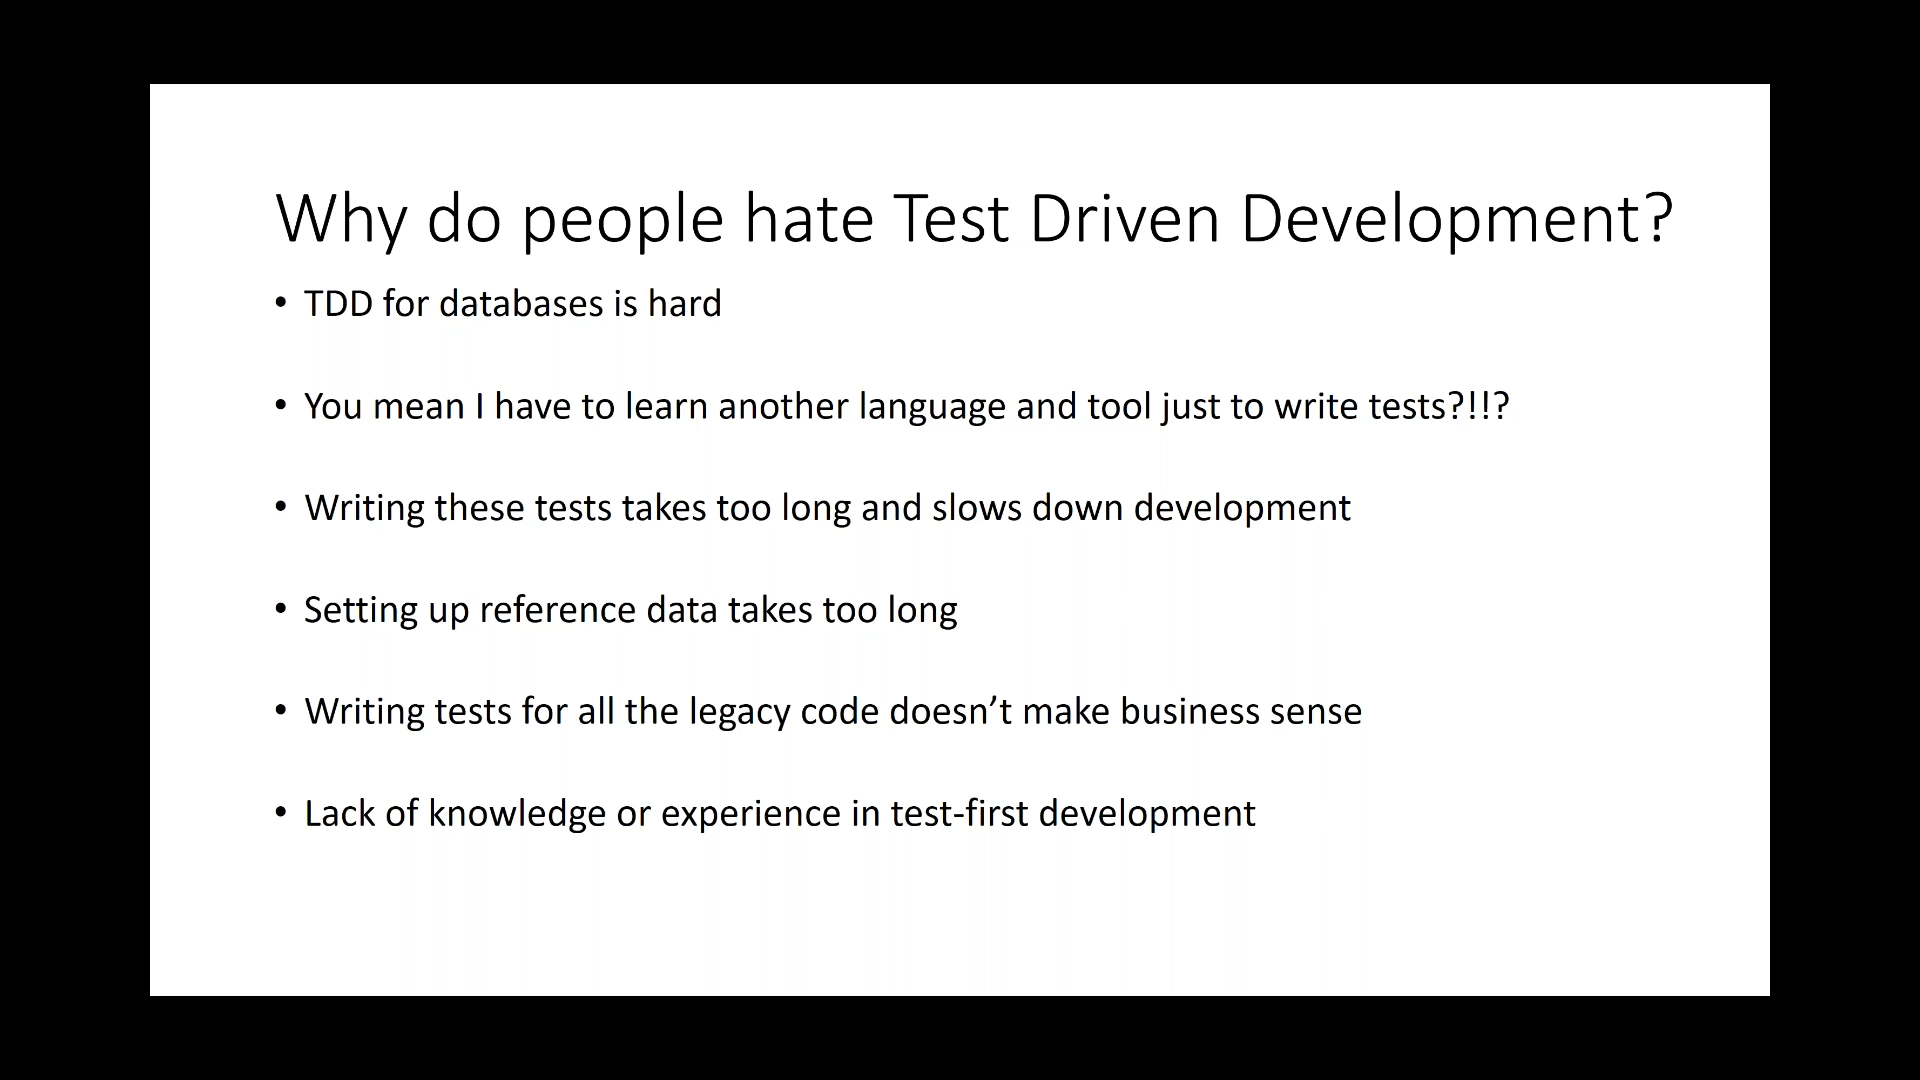 Why do people hate Test Driven Development?
• TDD for databases is hard
• You mean I have to learn another language and tool just to write tests?!!?
• Writing these tests takes too long and slows down development
• Setting up reference data takes too long
• Writing tests for all the legacy code doesn’t make business sense
• Lack of knowledge or experience in test-first development